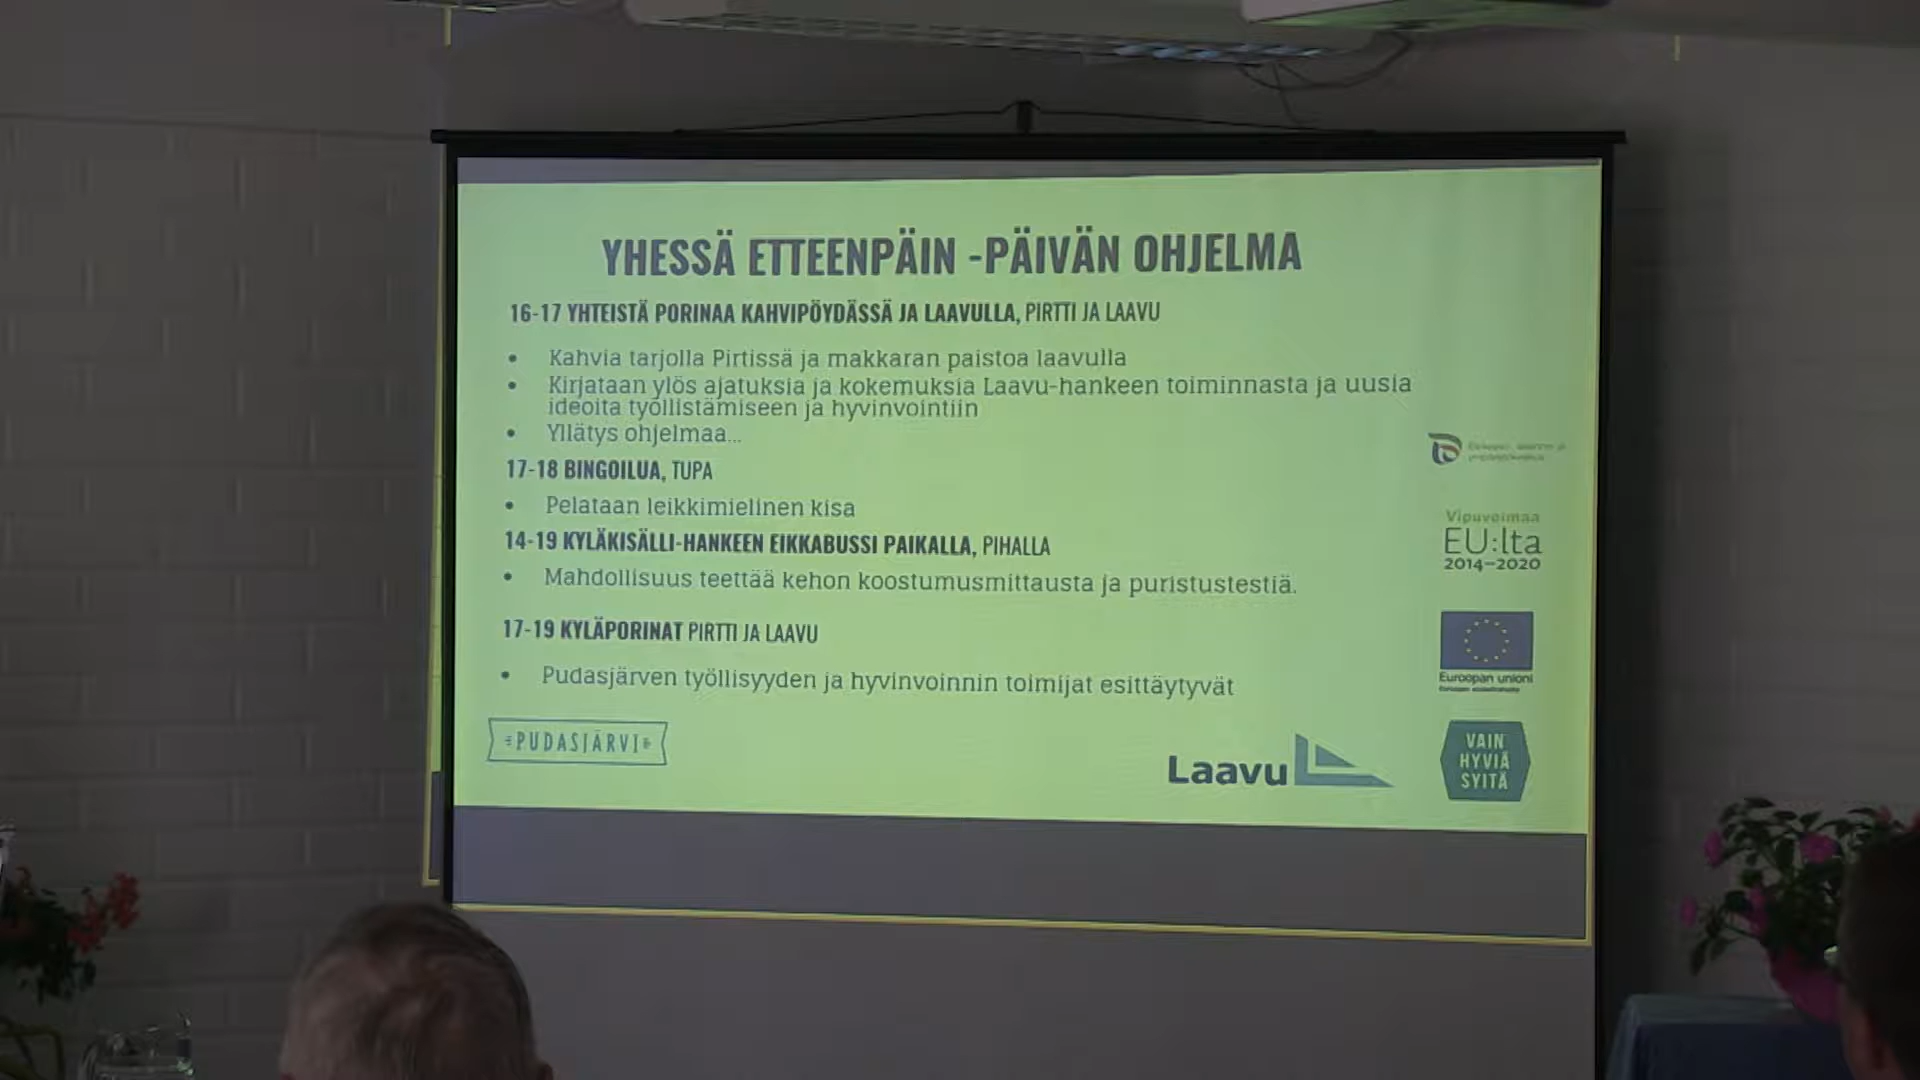 YHESSÄ ETTEENPÄIN -PÄIVÄN OHJELMA
16-17 YHTEISTÄ PORINAA KAHVIPÖYDÄSSÄ JA LAAVULLA, PIRTTI JA LAAVU
• Kahvia tarjolla Pirtissä ja makkaran paistoa laavulla
• Kirjataan ylös ajatuksia ja kokemuksia Laavu-hankeen toiminnasta ja uusia
ideoita työllistämiseen ja hyvinvointiin
• Yllätys ohjelmaa...
17-18 BINGOILUA, TUPA
• Pelataan leikkimielinen kisa
14-19 KYLÄKISÄLLI-HANKEEN EIKKABUSSI PAIKALLA, PIHALLA
• Mahdollisuus teettää kehon koostumusmittausta ja puristustestiä.
17-19 KYLÄPORINAT PIRTTI JA LAAVU
• Pudasjärven työllisyyden ja hyvinvoinnin toimijat esittäytyvät
PUDASJÄRVI
Laavu
Vipuvoimaa
EU:lta
2014–2020
Euroopan unioni
VAIN
HYVIÄ
SYITÄ